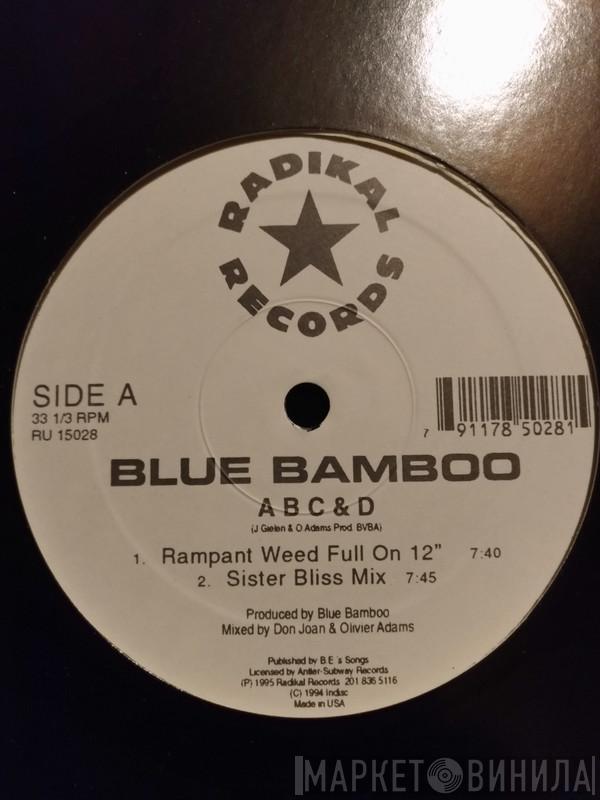 RADIKAL
RECORDS
SIDE A
33 1/3 RPM
RU 15028
7 91178 50281
BLUE BAMBOO
A B C & D
(J Gielen & O Adams Prod. BVBA)
1. Rampant Weed Full On 12" 7:40
2. Sister Bliss Mix 7:45
Produced by Blue Bamboo
Mixed by Don Joan & Olivier Adams
Published by B.E.'s Songs
Licensed by Antler-Subway Records
(P) 1995 Radikal Records 201 836 5116
(C) 1994 Indisc
Made in USA
МАРКЕТ ВИНИЛА